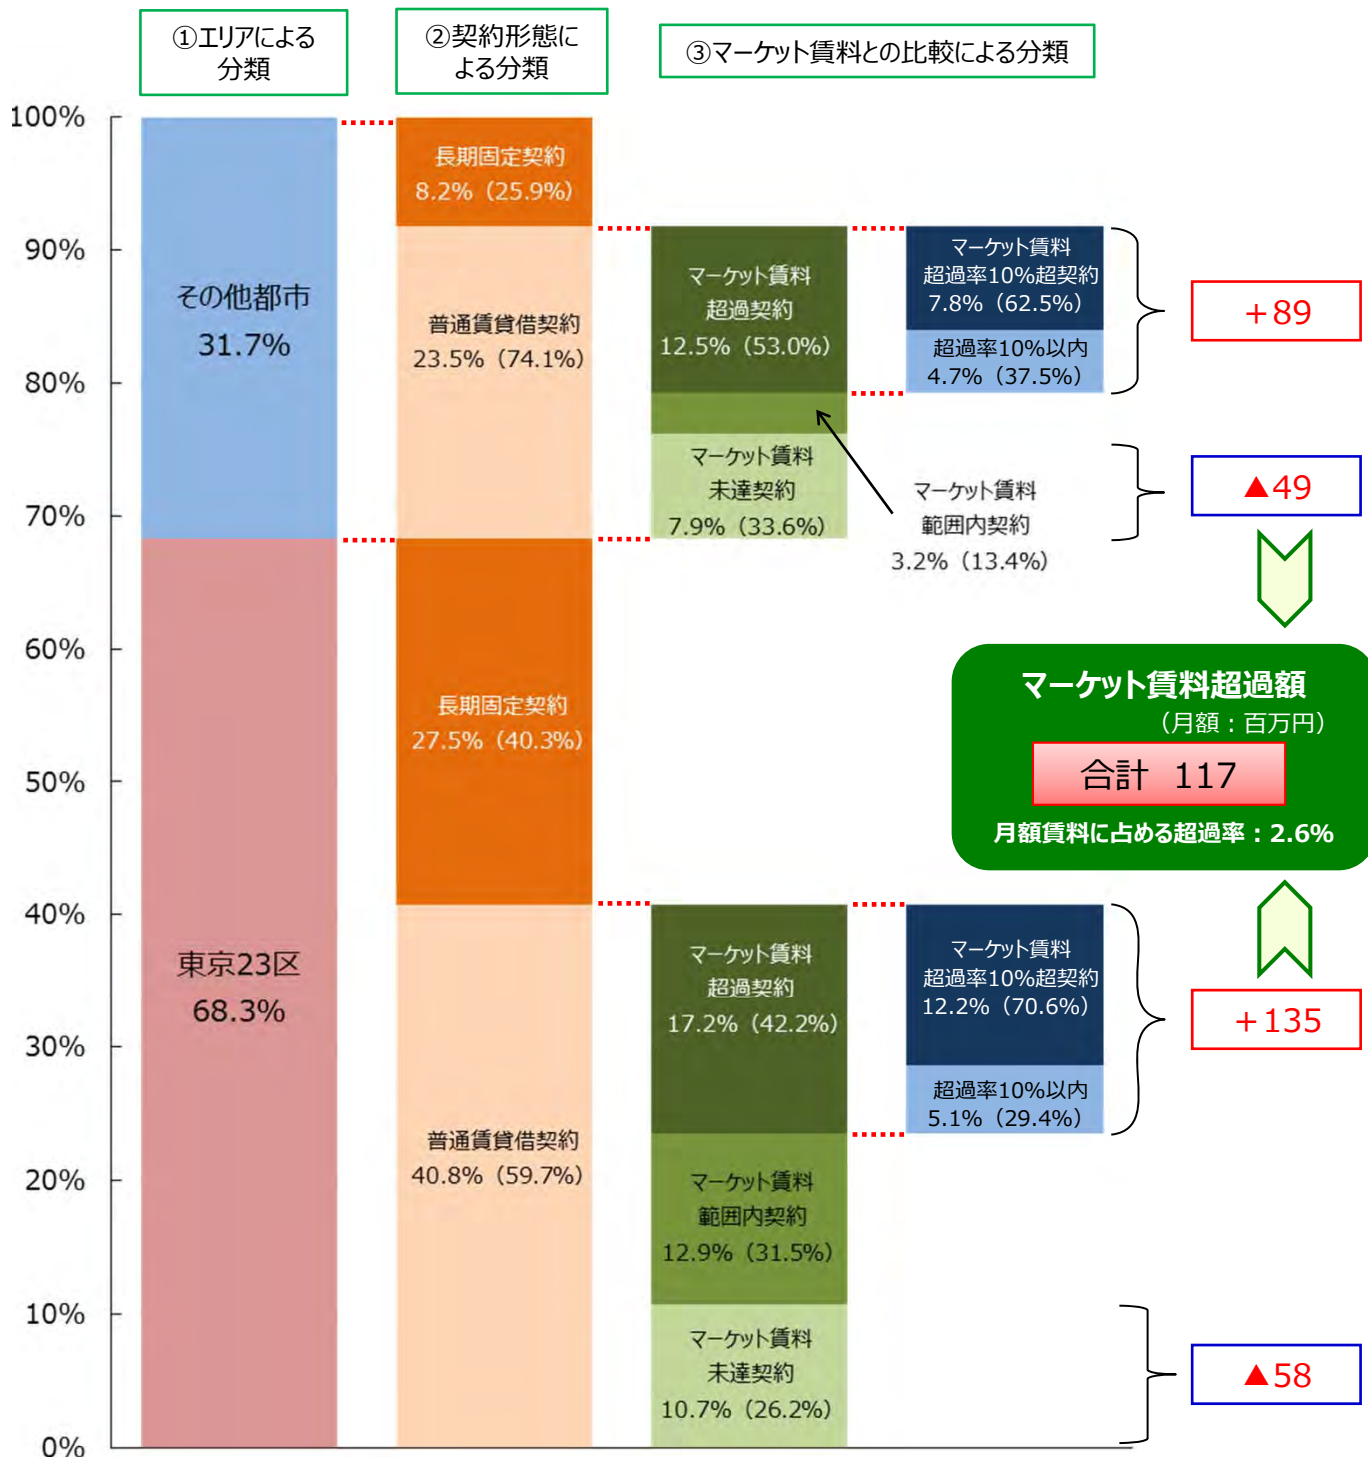 ①エリアによる
分類
②契約形態に
よる分類
③マーケット賃料との比較による分類
100%
90%
80%
70%
60%
50%
40%
30%
20%
10%
0%
その他都市
31.7%
東京23区
68.3%
長期固定契約
8.2%（25.9%）
普通賃貸借契約
23.5%（74.1%）
長期固定契約
27.5%（40.3%）
普通賃貸借契約
40.8%（59.7%）
マーケット賃料
超過契約
12.5%（53.0%）
マーケット賃料
未達契約
7.9%（33.6%）
マーケット賃料
範囲内契約
3.2%（13.4%）
マーケット賃料
超過率10%超契約
7.8%（62.5%）
超過率10%以内
4.7%（37.5%）
マーケット賃料
超過契約
17.2%（42.2%）
マーケット賃料
範囲内契約
12.9%（31.5%）
マーケット賃料
未達契約
10.7%（26.2%）
マーケット賃料
超過率10%超契約
12.2%（70.6%）
超過率10%以内
5.1%（29.4%）
＋89
▲49
マーケット賃料超過額
（月額：百万円）
合計 117
月額賃料に占める超過率：2.6%
＋135
▲58